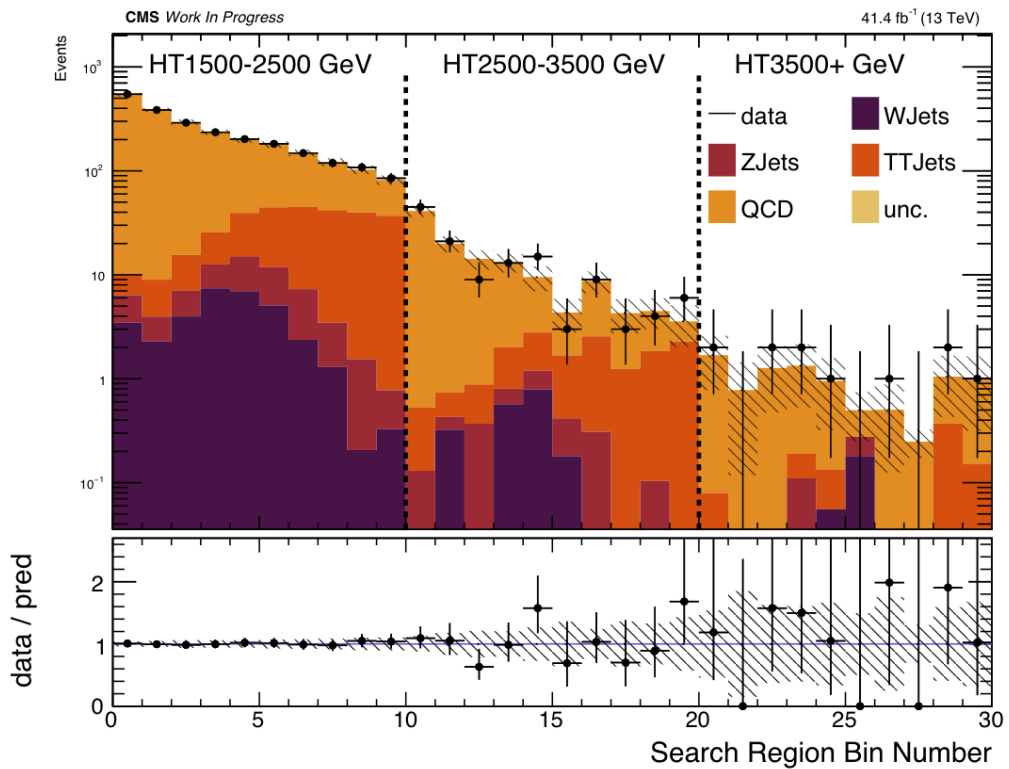 CMS Work In Progress 41.4 fb⁻¹ (13 TeV)
Events
10³
10²
10
1
10⁻¹
HT1500-2500 GeV HT2500-3500 GeV HT3500+ GeV
data WJets
ZJets TTJets
QCD unc.
data / pred
2
1
0
0 5 10 15 20 25 30
Search Region Bin Number